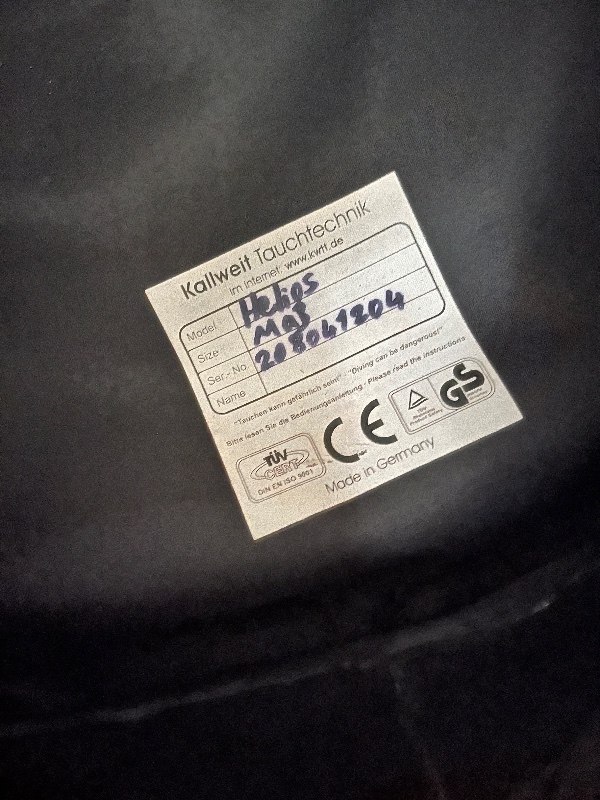 Kallweit Tauchtechnik
im Internet: www.kwtt.de
Model Helios
Size Maß
Ser.-No. 208041204
Name
"Tauchen kann gefährlich sein!" - "Diving can be dangerous!"
Bitte lesen Sie die Bedienungsanleitung. Please read the instructions
TÜV
CERT
DIN EN ISO 9001
CE
TÜV
GS
Made in Germany